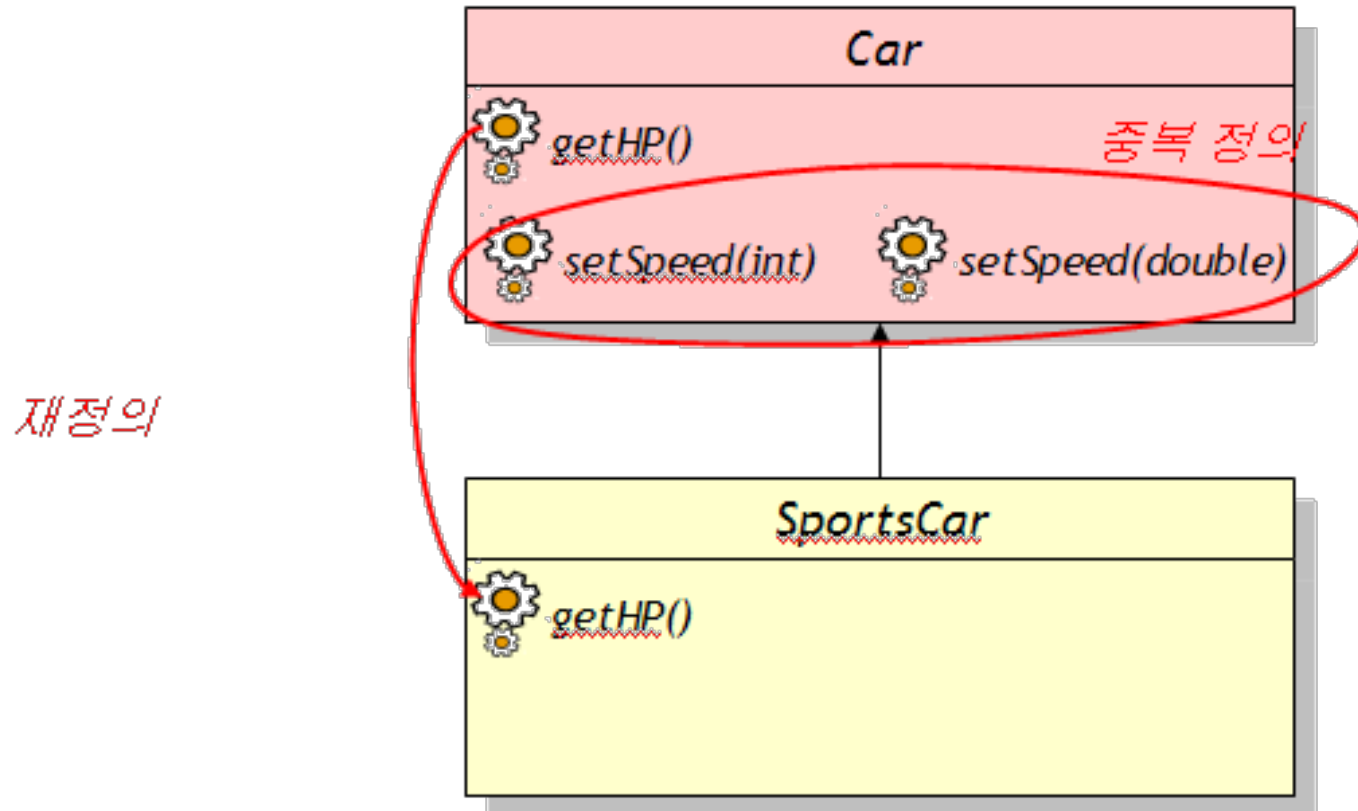 Car
getHP()
중복 정의
setSpeed(int) setSpeed(double)
재정의
SportsCar
getHP()